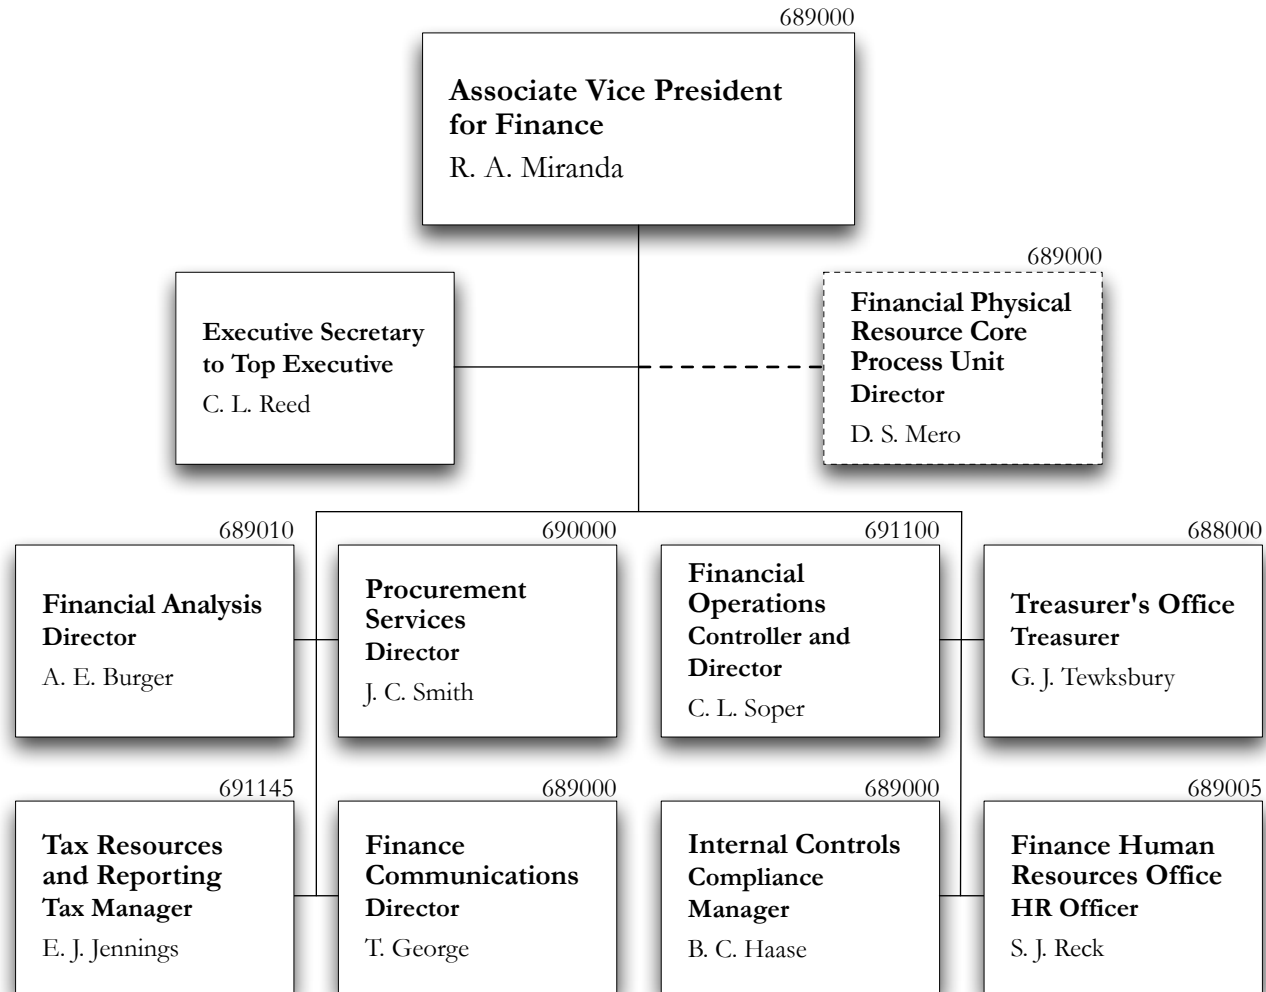 689000
Associate Vice President
for Finance
R. A. Miranda
Executive Secretary
to Top Executive
C. L. Reed
689000
Financial Physical
Resource Core
Process Unit
Director
D. S. Mero
689010
Financial Analysis
Director
A. E. Burger
690000
Procurement
Services
Director
J. C. Smith
691100
Financial
Operations
Controller and
Director
C. L. Soper
688000
Treasurer's Office
Treasurer
G. J. Tewksbury
691145
Tax Resources
and Reporting
Tax Manager
E. J. Jennings
689000
Finance
Communications
Director
T. George
689000
Internal Controls
Compliance
Manager
B. C. Haase
689005
Finance Human
Resources Office
HR Officer
S. J. Reck